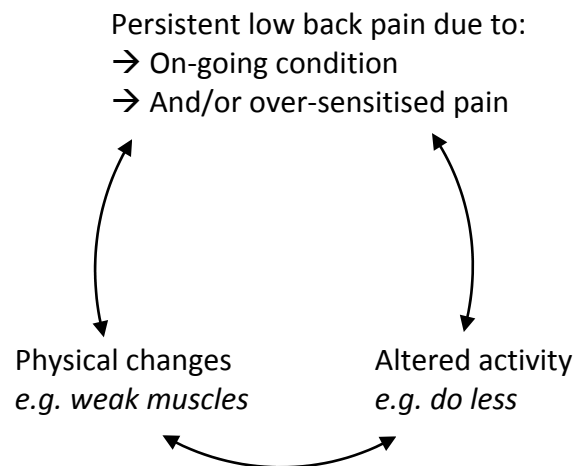 Persistent low back pain due to:
→ On-going condition
→ And/or over-sensitised pain
Physical changes
e.g. weak muscles
Altered activity
e.g. do less